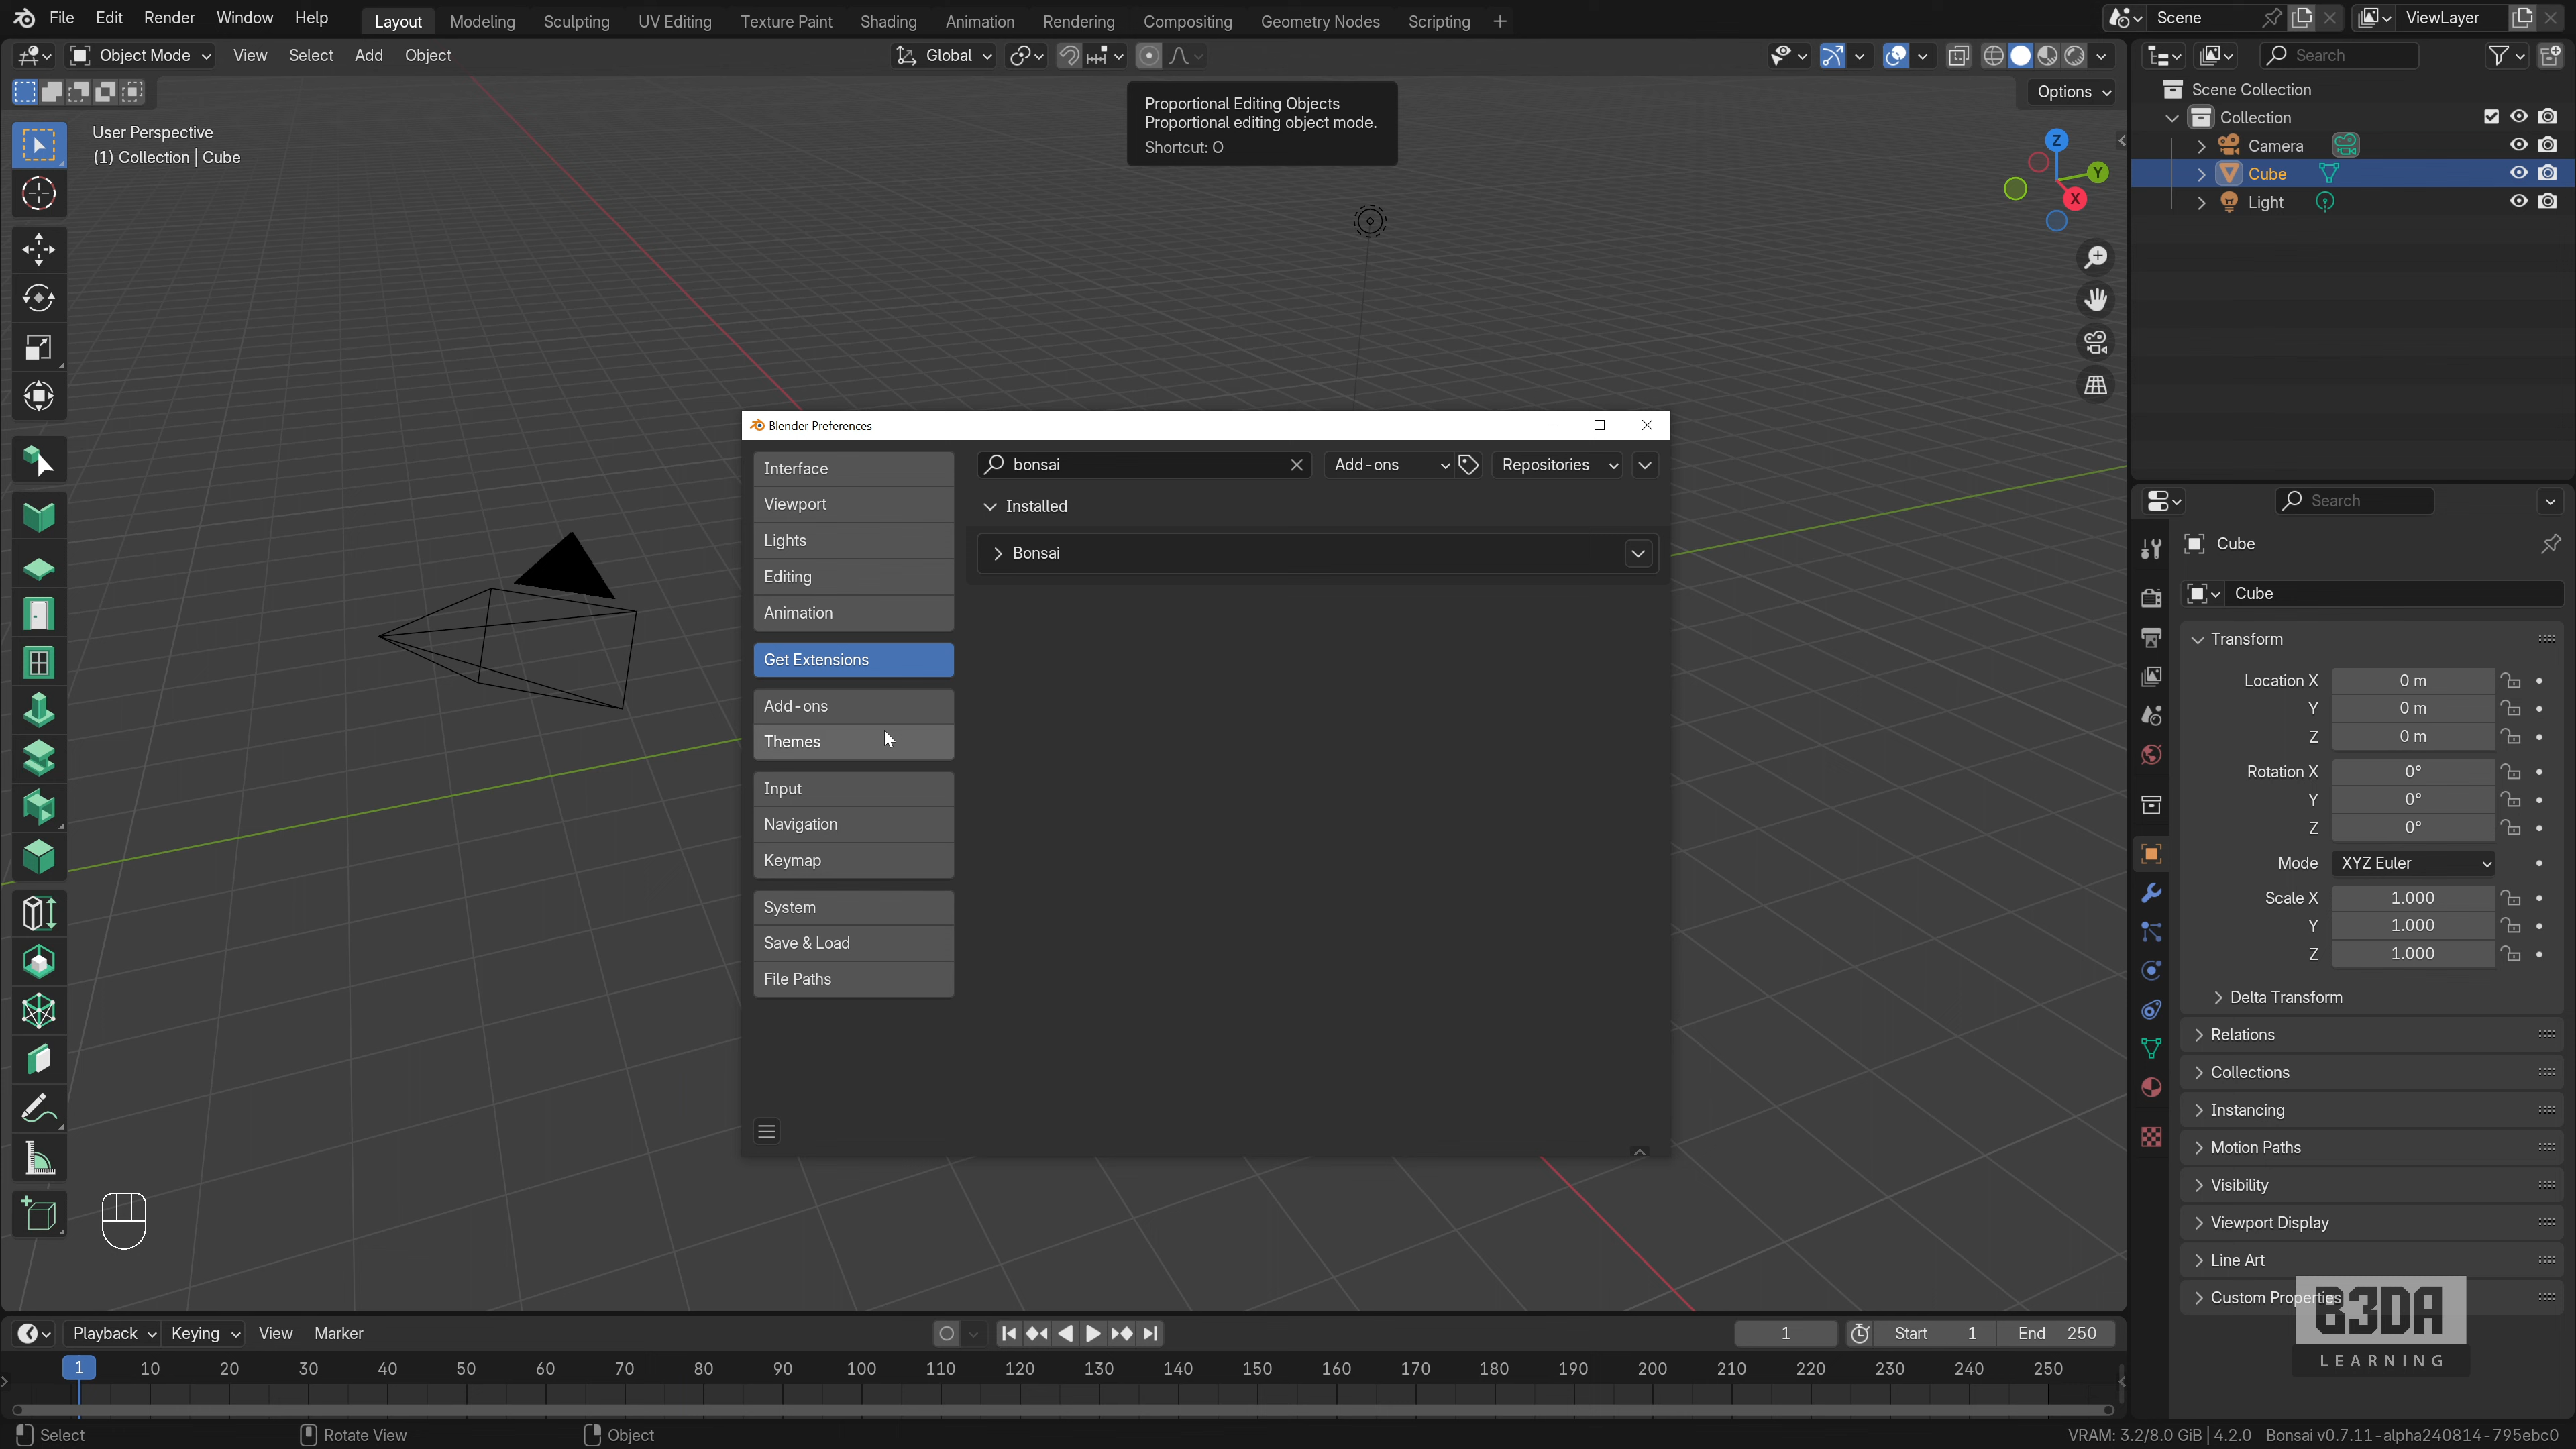 File Edit Render Window Help
Layout Modeling Sculpting UV Editing Texture Paint Shading Animation Rendering Compositing Geometry Nodes Scripting +
Scene
ViewLayer
Object Mode View Select Add Object
Global
Search
Options
User Perspective
(1) Collection | Cube
Proportional Editing Objects
Proportional editing object mode.
Shortcut: O
Z
Y
X
Scene Collection
Collection
Camera
Cube
Light
Blender Preferences
Interface
Viewport
Lights
Editing
Animation
Get Extensions
Add-ons
Themes
Input
Navigation
Keymap
System
Save & Load
File Paths
bonsai
Add-ons
Repositories
Installed
Bonsai
Search
Cube
Cube
Transform
Location X 0 m
Y 0 m
Z 0 m
Rotation X 0°
Y 0°
Z 0°
Mode XYZ Euler
Scale X 1.000
Y 1.000
Z 1.000
Delta Transform
Relations
Collections
Instancing
Motion Paths
Visibility
Viewport Display
Line Art
Custom Properties
B3DA
LEARNING
Playback Keying View Marker
1
Start 1
End 250
1 10 20 30 40 50 60 70 80 90 100 110 120 130 140 150 160 170 180 190 200 210 220 230 240 250
Select
Rotate View
Object
VRAM: 3.2/8.0 GiB | 4.2.0 Bonsai v0.7.11-alpha240814-795ebc0